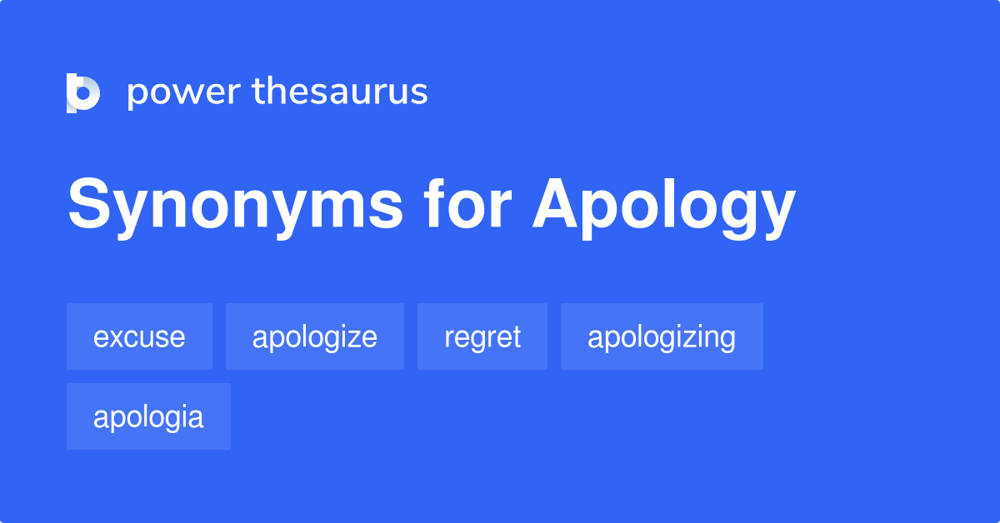 power thesaurus
Synonyms for Apology
excuse apologize regret apologizing
apologia